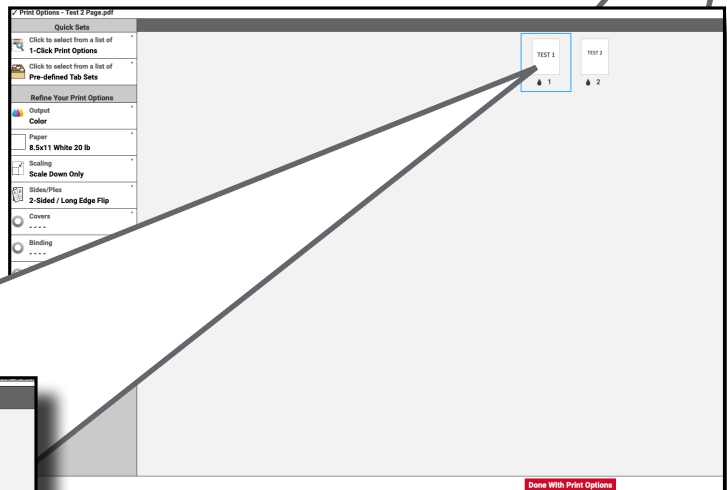 ✓ Print Options - Test 2 Page.pdf
Quick Sets
Click to select from a list of
1-Click Print Options
Click to select from a list of
Pre-defined Tab Sets
Refine Your Print Options
Output
Color
Paper
8.5x11 White 20 lb
Scaling
Scale Down Only
Sides/Plex
2-Sided / Long Edge Flip
Covers
----
Binding
----
TEST 1
TEST 2
1
2
Done With Print Options